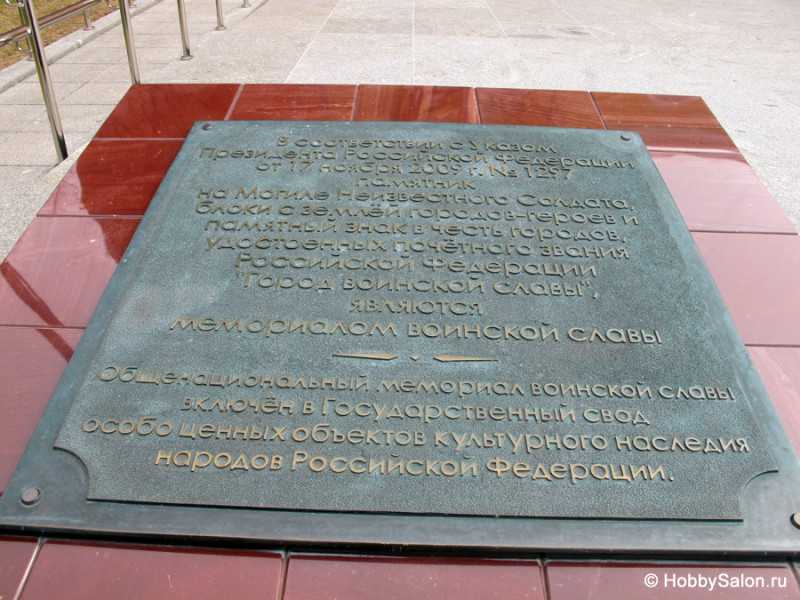 В соответствии с Указом
Президента Российской Федерации
от 17 ноября 2009 г. № 1297
памятник
на Могиле Неизвестного Солдата,
блоки с землёй городов-героев и
памятный знак в честь городов,
удостоенных почётного звания
Российской Федерации
"Город воинской славы",
являются
мемориалом воинской славы
Общенациональный мемориал воинской славы
включён в Государственный свод
особо ценных объектов культурного наследия
народов Российской Федерации.
© HobbySalon.ru